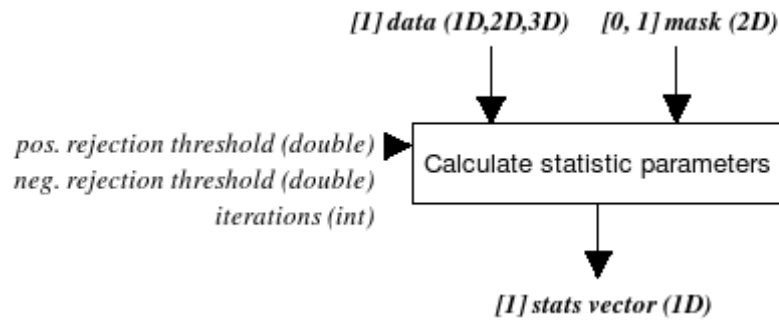 [1] data (1D,2D,3D) [0, 1] mask (2D)
pos. rejection threshold (double)
neg. rejection threshold (double)
iterations (int)
Calculate statistic parameters
[1] stats vector (1D)